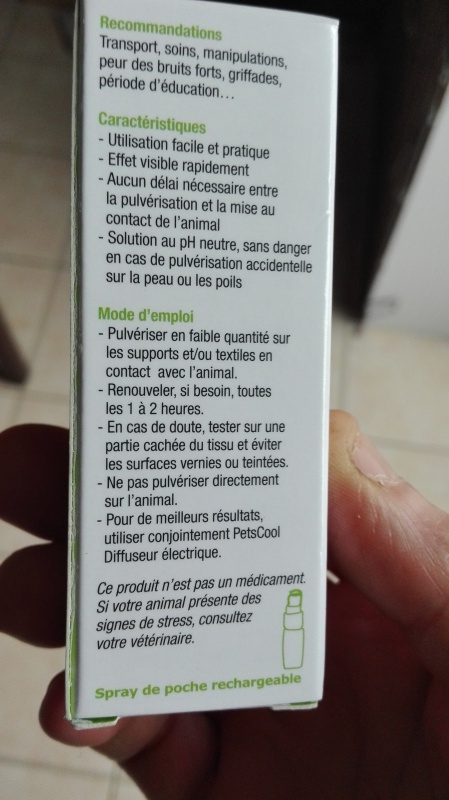 Recommandations
Transport, soins, manipulations,
peur des bruits forts, griffades,
période d'éducation...
Caractéristiques
- Utilisation facile et pratique
- Effet visible rapidement
- Aucun délai nécessaire entre
la pulvérisation et la mise au
contact de l'animal
- Solution au pH neutre, sans danger
en cas de pulvérisation accidentelle
sur la peau ou les poils
Mode d'emploi
- Pulvériser en faible quantité sur
les supports et/ou textiles en
contact avec l'animal.
- Renouveler, si besoin, toutes
les 1 à 2 heures.
- En cas de doute, tester sur une
partie cachée du tissu et éviter
les surfaces vernies ou teintées.
- Ne pas pulvériser directement
sur l'animal.
- Pour de meilleurs résultats,
utiliser conjointement PetsCool
Diffuseur électrique.
Ce produit n'est pas un médicament.
Si votre animal présente des
signes de stress, consultez
votre vétérinaire.
Spray de poche rechargeable